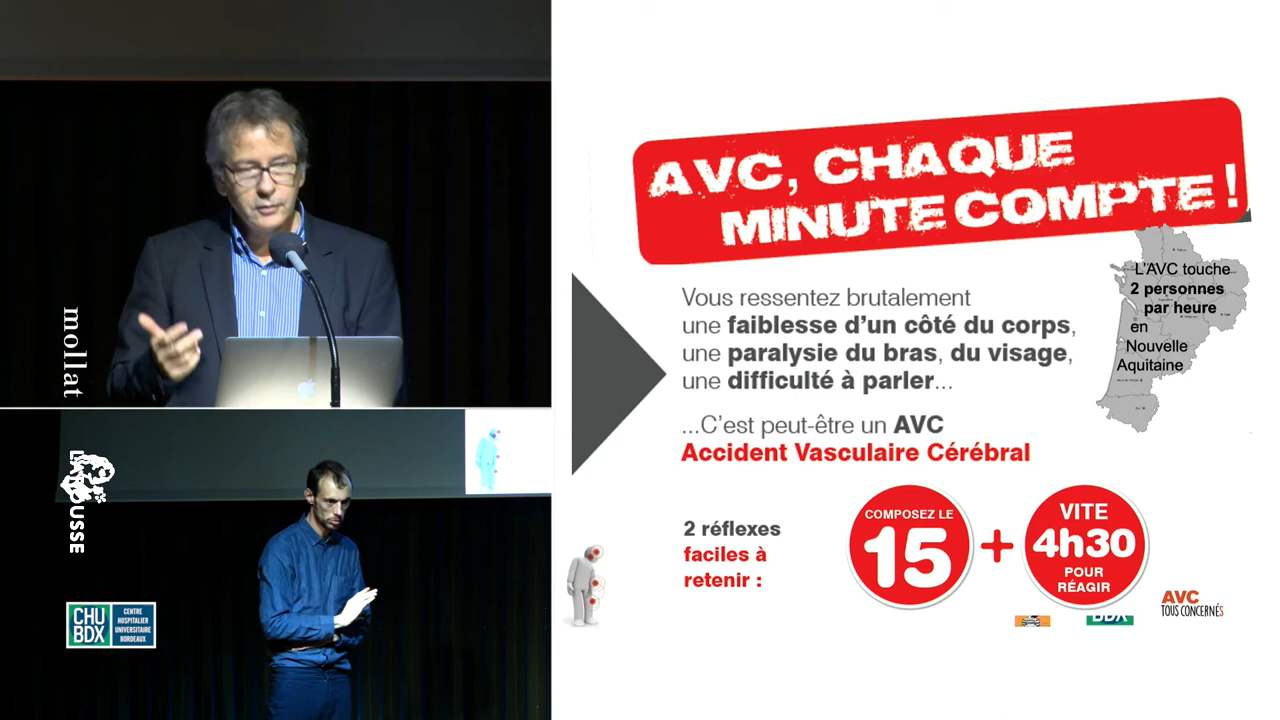 mollat
LAROUSSE
CHU
BDX
CENTRE
HOSPITALIER
UNIVERSITAIRE
BORDEAUX
AVC, CHAQUE
MINUTE COMPTE !
L'AVC touche
2 personnes
par heure
en
Nouvelle
Aquitaine
Vous ressentez brutalement
une faiblesse d’un côté du corps,
une paralysie du bras, du visage,
une difficulté à parler...
...C’est peut-être un AVC
Accident Vasculaire Cérébral
2 réflexes
faciles à
retenir :
COMPOSEZ LE
15
+
VITE
4h30
POUR
RÉAGIR
AVC
TOUS CONCERNÉS
BDX